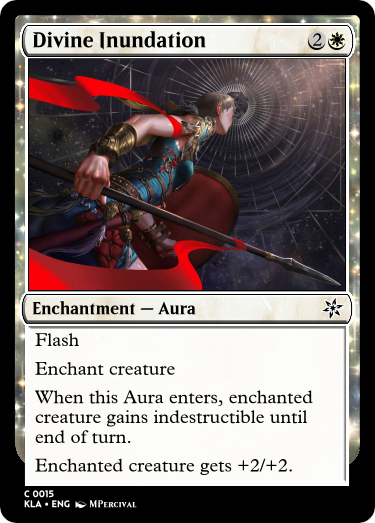 Divine Inundation 2
Enchantment — Aura
Flash
Enchant creature
When this Aura enters, enchanted
creature gains indestructible until
end of turn.
Enchanted creature gets +2/+2.
C 0015
KLA • ENG MPERCIVAL